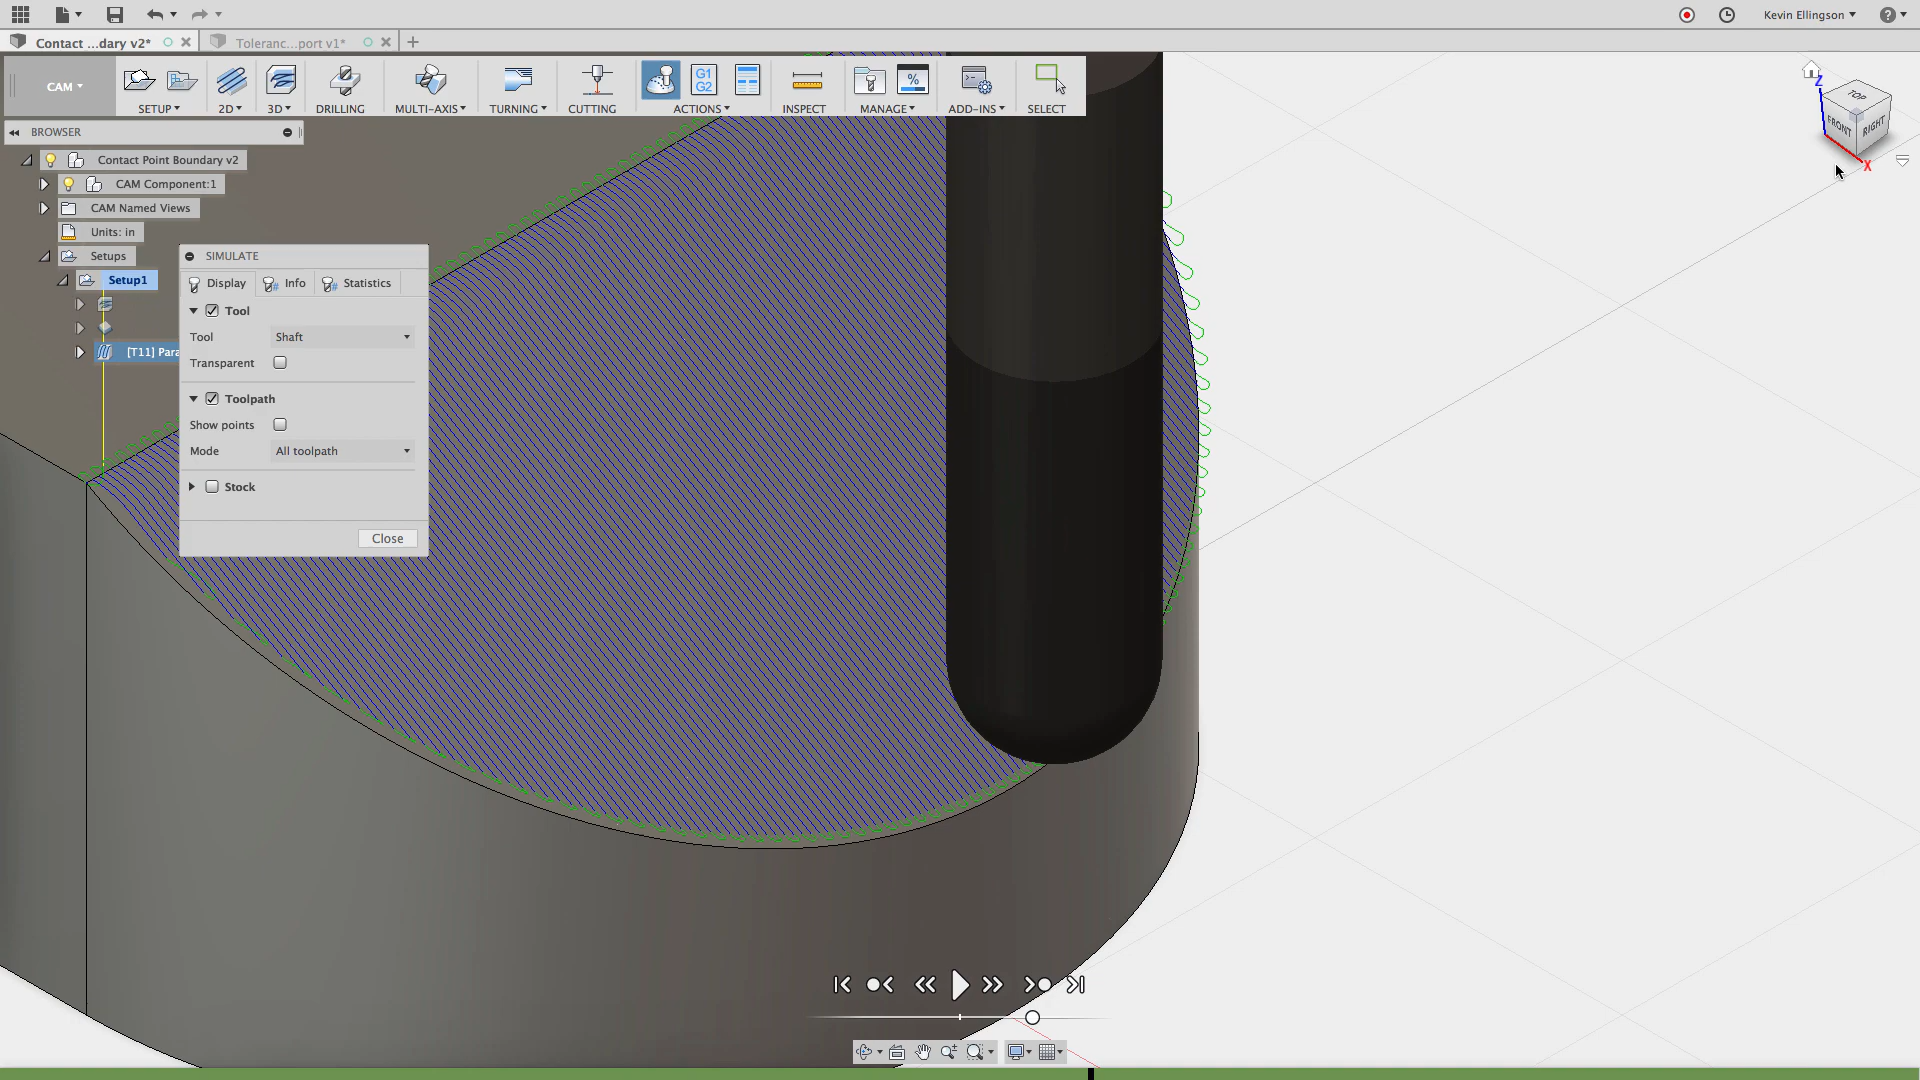 Kevin Ellingson
?
Contact ...dary v2*
Toleranc...port v1*
CAM
G1
G2
%
SETUP
2D
3D
DRILLING
MULTI-AXIS
TURNING
CUTTING
ACTIONS
INSPECT
MANAGE
ADD-INS
SELECT
Z
TOP
FRONT
RIGHT
X
BROWSER
Contact Point Boundary v2
CAM Component:1
CAM Named Views
Units: in
Setups
Setup1
[T11] Para
SIMULATE
Display
Info
Statistics
Tool
Tool
Shaft
Transparent
Toolpath
Show points
Mode
All toolpath
Stock
Close